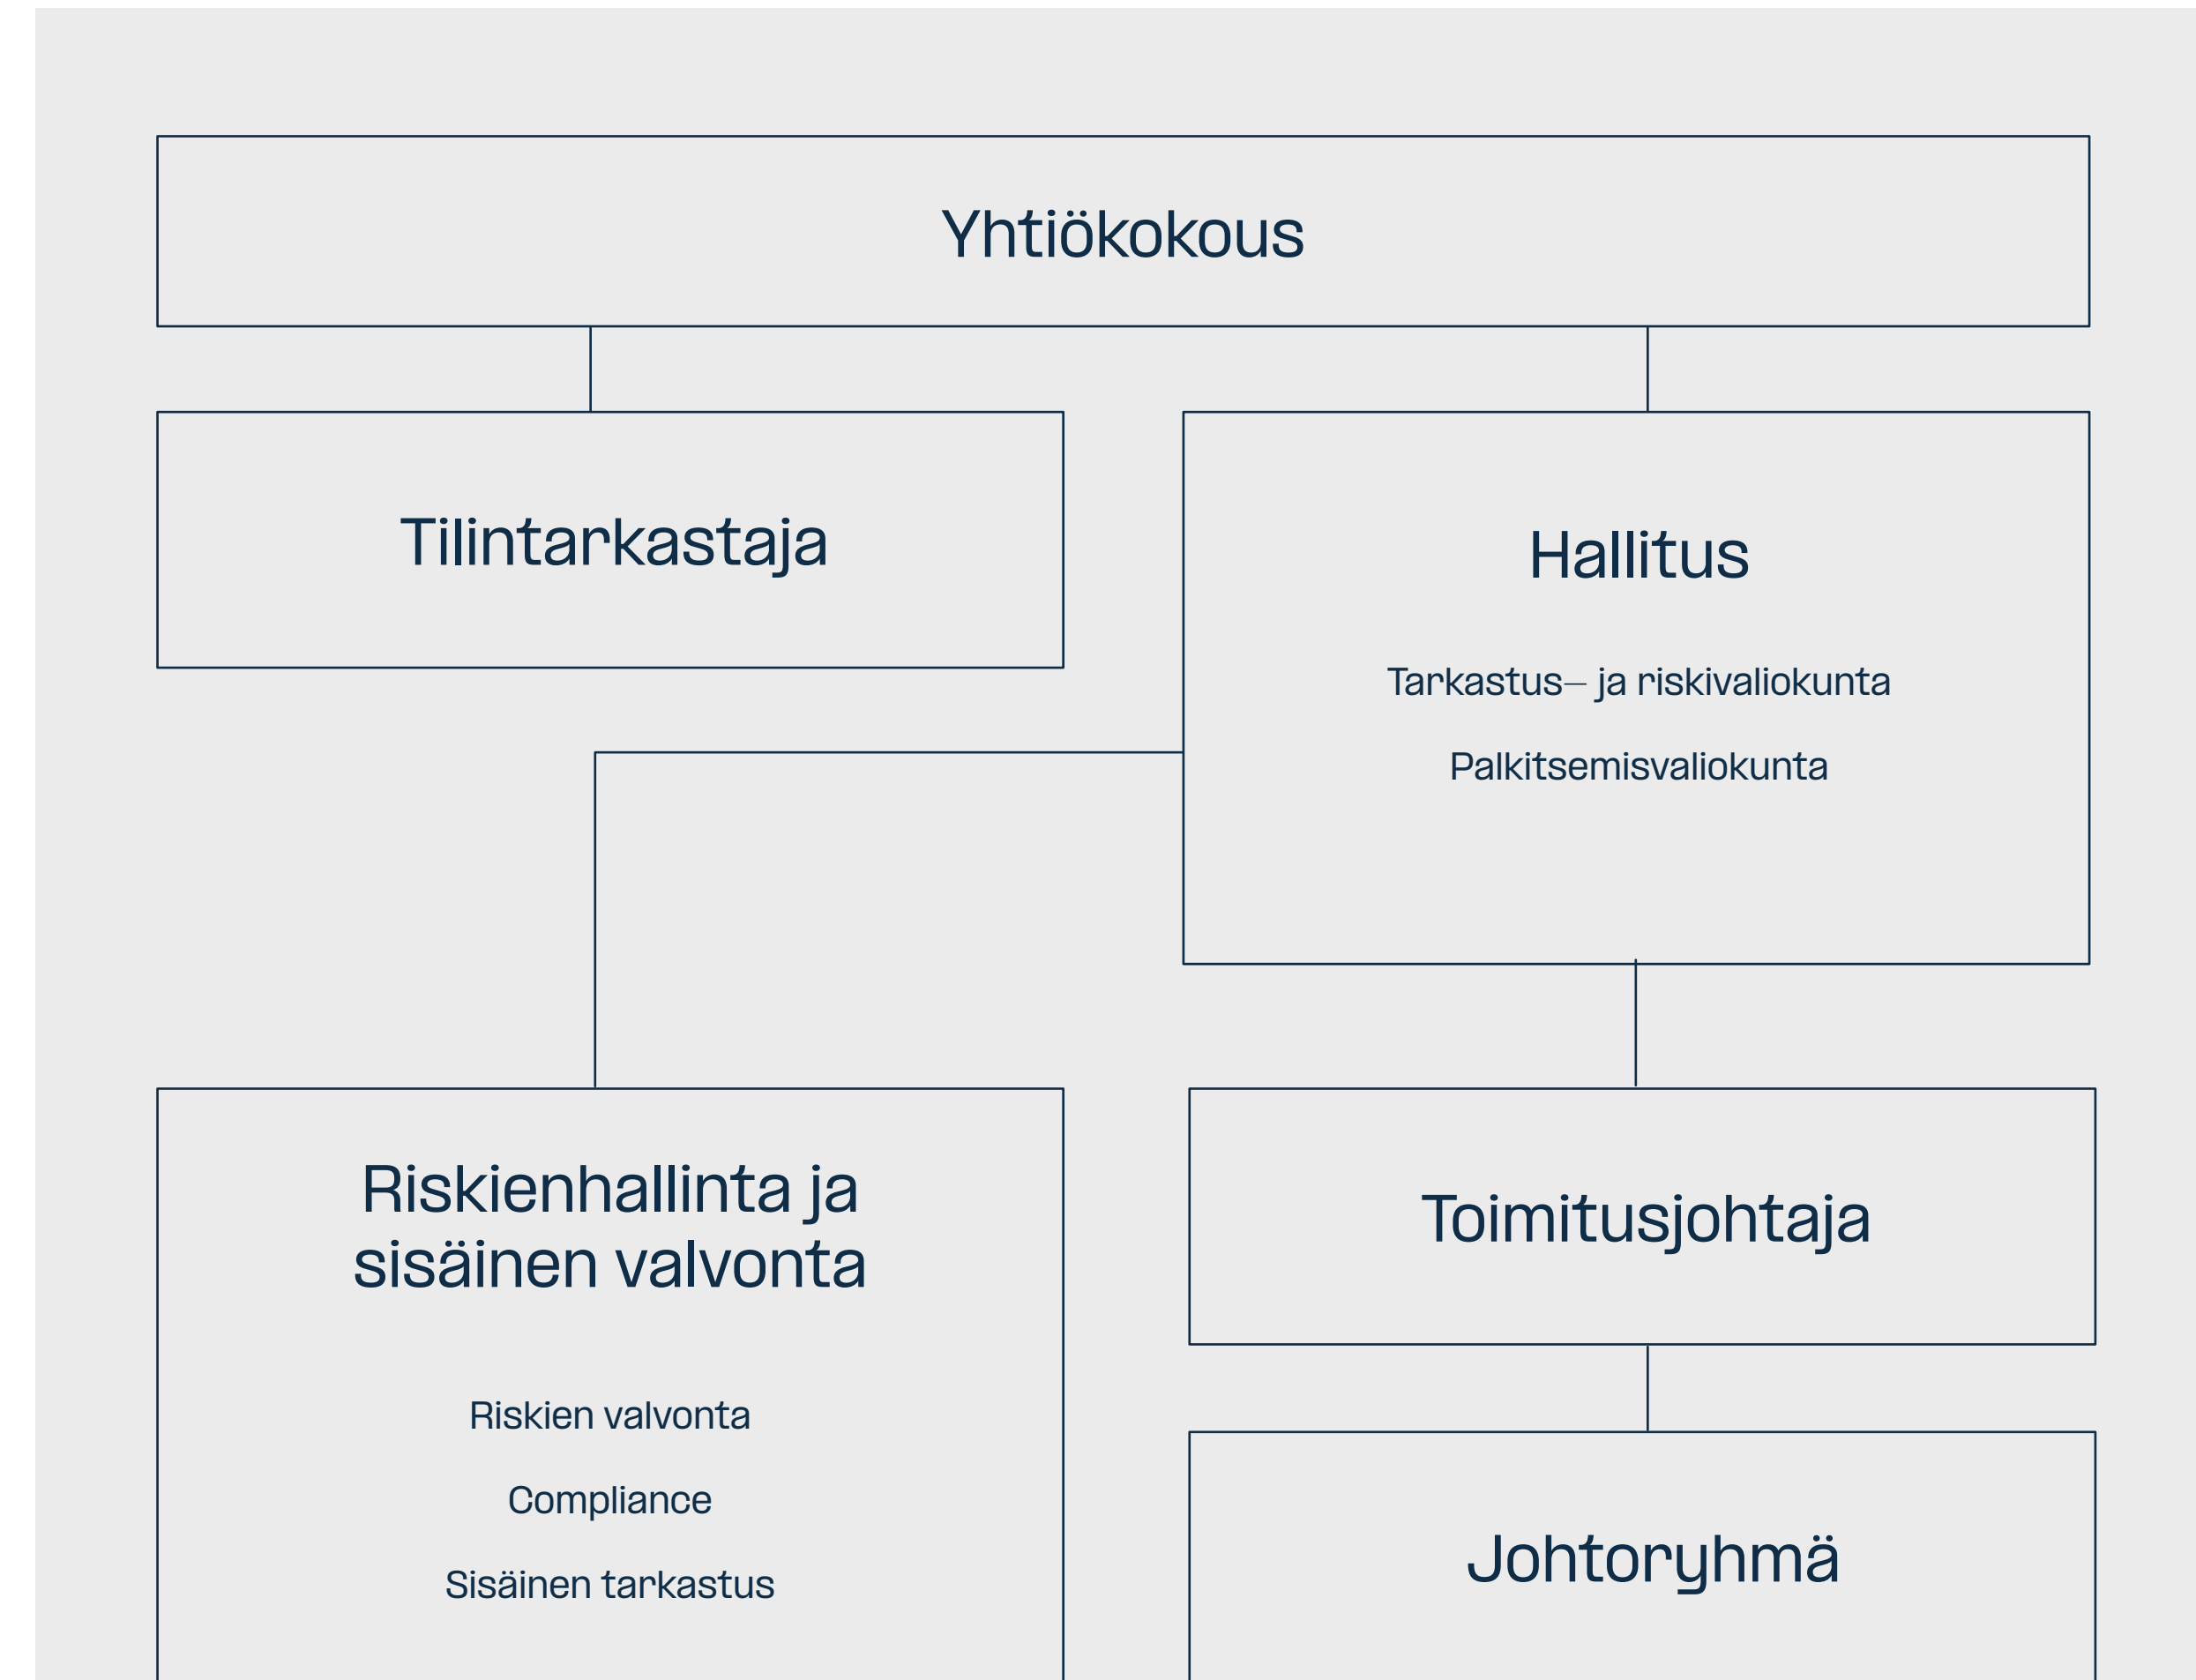 Yhtiökokous
Tilintarkastaja
Hallitus
Tarkastus– ja riskivaliokunta
Palkitsemisvaliokunta
Riskienhallinta ja
sisäinen valvonta
Riskien valvonta
Compliance
Sisäinen tarkastus
Toimitusjohtaja
Johtoryhmä